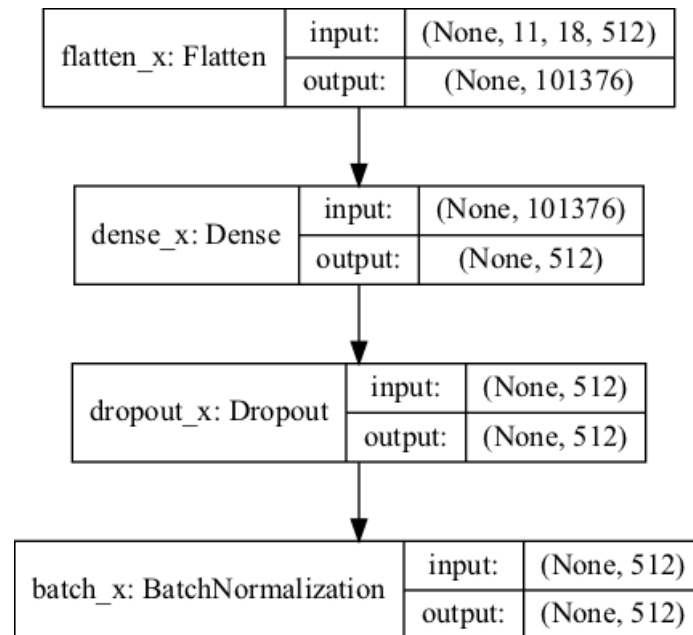 flatten_x: Flatten
input: (None, 11, 18, 512)
output: (None, 101376)
dense_x: Dense
input: (None, 101376)
output: (None, 512)
dropout_x: Dropout
input: (None, 512)
output: (None, 512)
batch_x: BatchNormalization
input: (None, 512)
output: (None, 512)